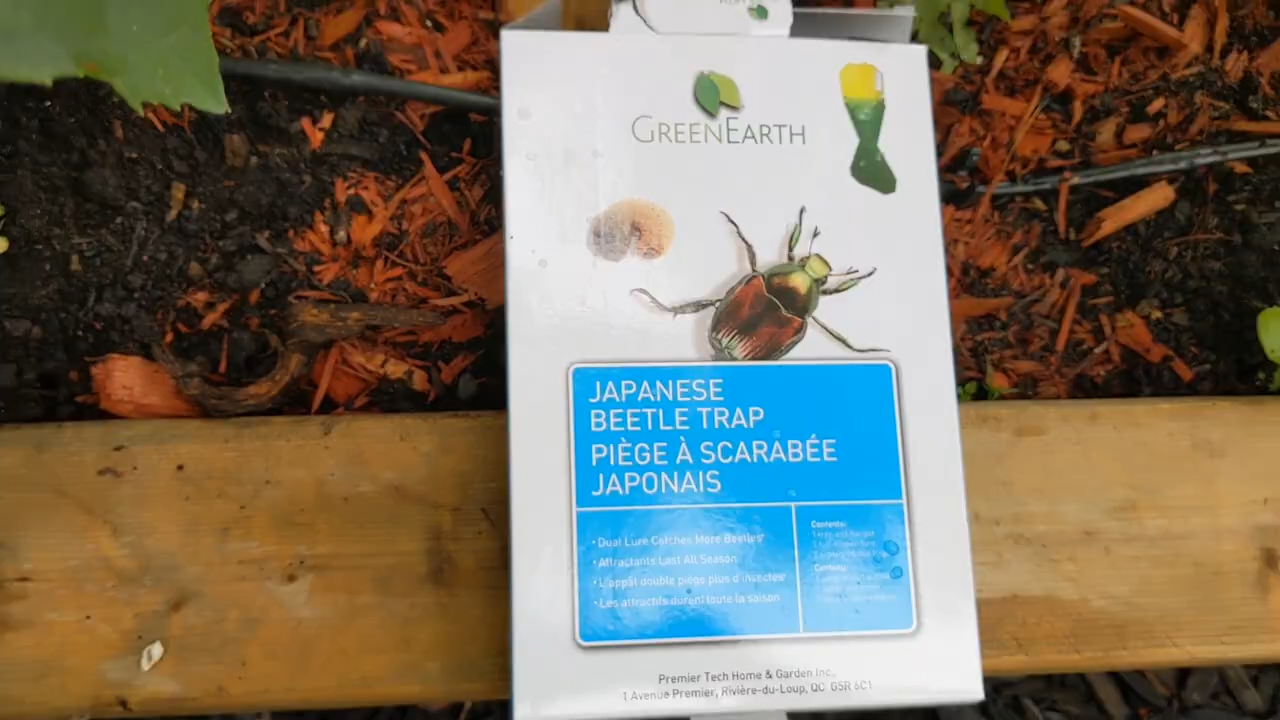 GREENEARTH
JAPANESE
BEETLE TRAP
PIÈGE À SCARABÉE
JAPONAIS
• Dual Lure Catches More Beetles*
• Attractants Last All Season
• L'appât double piège plus d'insectes*
• Les attractifs durent toute la saison
Contents:
Contenu:
Premier Tech Home & Garden Inc.,
1 Avenue Premier, Rivière-du-Loup, QC G5R 6C1